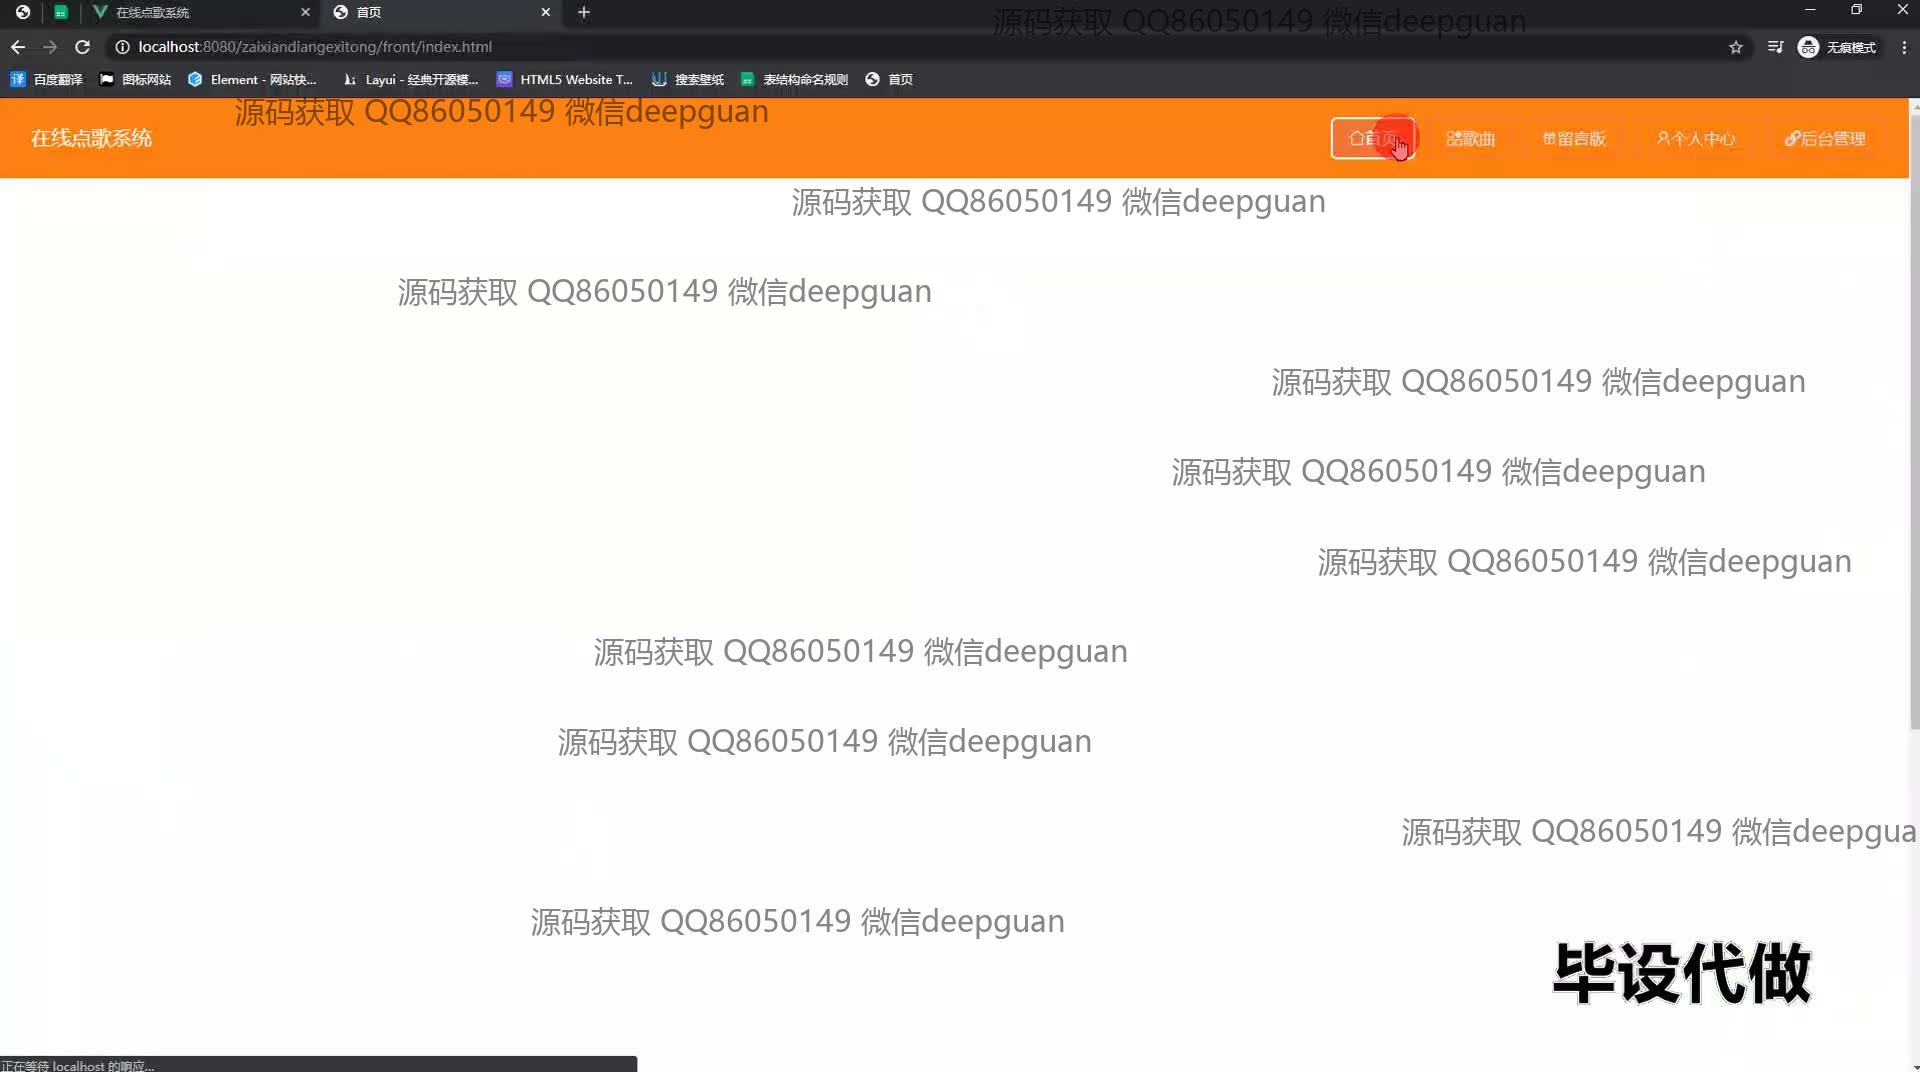 在线点歌系统
首页
源码获取 QQ86050149 微信deepguan
localhost:8080/zaixiandiangexitong/front/index.html
无痕模式
百度翻译
图标网站
Element - 网站快...
Layui - 经典开源模...
HTML5 Website T...
搜索壁纸
表结构命名规则
首页
源码获取 QQ86050149 微信deepguan
在线点歌系统
首页
歌曲
留言版
个人中心
后台管理
源码获取 QQ86050149 微信deepguan
源码获取 QQ86050149 微信deepguan
源码获取 QQ86050149 微信deepguan
源码获取 QQ86050149 微信deepguan
源码获取 QQ86050149 微信deepguan
源码获取 QQ86050149 微信deepguan
源码获取 QQ86050149 微信deepguan
源码获取 QQ86050149 微信deepgua
源码获取 QQ86050149 微信deepguan
毕设代做
正在等待 localhost 的响应...